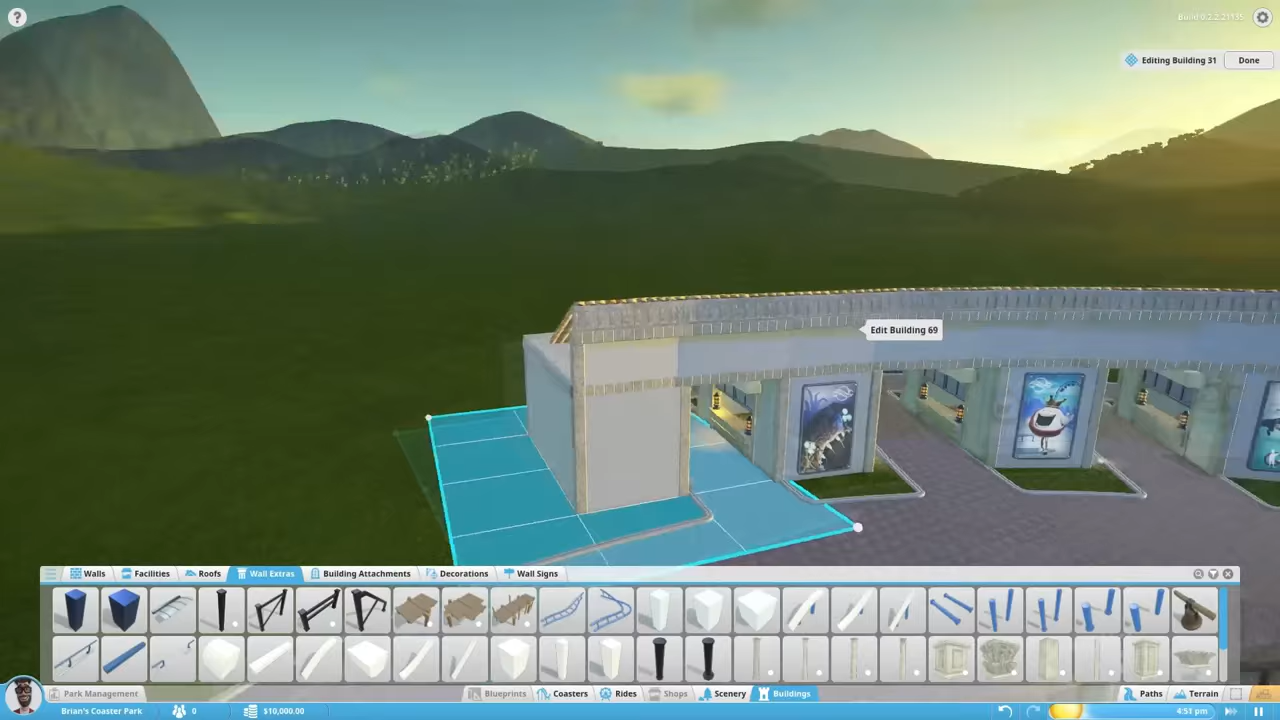 ?
Build 0.2.2.21135
Editing Building 31
Done
Edit Building 69
Walls
Facilities
Roofs
Wall Extras
Building Attachments
Decorations
Wall Signs
Park Management
Blueprints
Coasters
Rides
Shops
Scenery
Buildings
Paths
Terrain
Brian's Coaster Park
0
$10,000.00
4:51 pm